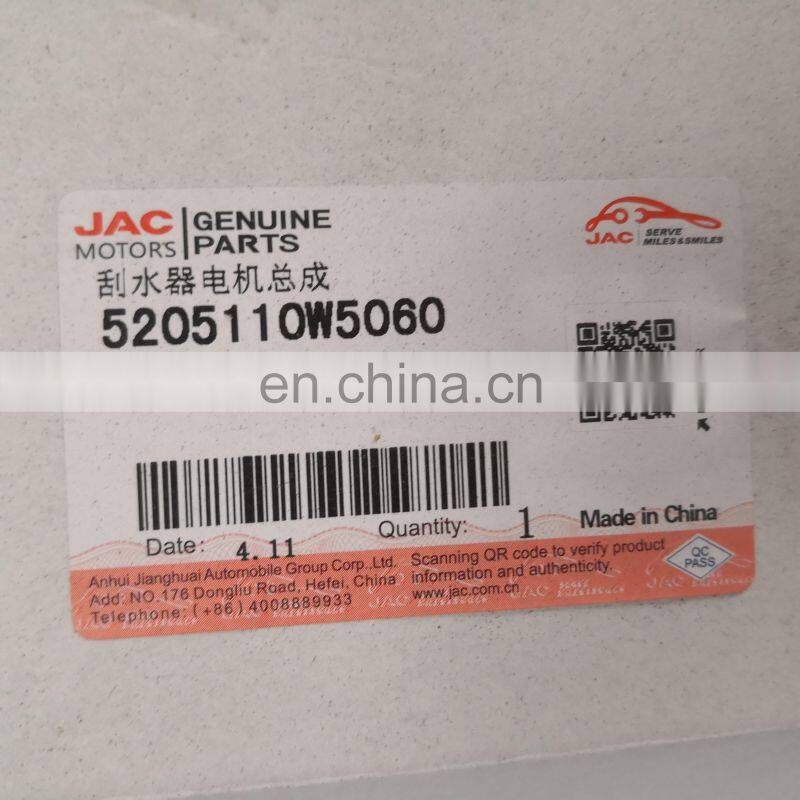 JAC MOTORS
GENUINE PARTS
JAC
SERVE
MILES&SMILES
刮水器电机总成
5205110W5060
en.china.cn
Date: 4.11
Quantity: 1
Made in China
Anhui Jianghuai Automobile Group Corp.,Ltd.
Add: NO.176 Dongliu Road, Hefei, China
Telephone: (+86)4008889933
Scanning QR code to verify product
information and authenticity.
www.jac.com.cn
QC
PASS